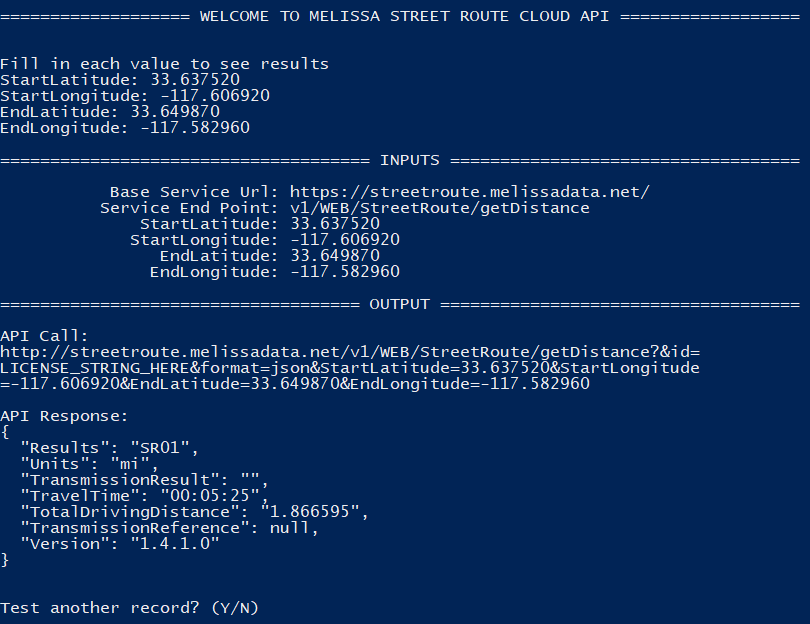 =================== WELCOME TO MELISSA STREET ROUTE CLOUD API ==================
Fill in each value to see results
StartLatitude: 33.637520
StartLongitude: -117.606920
EndLatitude: 33.649870
EndLongitude: -117.582960
===================================== INPUTS ===================================
Base Service Url: https://streetroute.melissadata.net/
Service End Point: v1/WEB/StreetRoute/getDistance
StartLatitude: 33.637520
StartLongitude: -117.606920
EndLatitude: 33.649870
EndLongitude: -117.582960
==================================== OUTPUT ====================================
API Call:
http://streetroute.melissadata.net/v1/WEB/StreetRoute/getDistance?&id=
LICENSE_STRING_HERE&format=json&StartLatitude=33.637520&StartLongitude
=-117.606920&EndLatitude=33.649870&EndLongitude=-117.582960
API Response:
{
"Results": "SR01",
"Units": "mi",
"TransmissionResult": "",
"TravelTime": "00:05:25",
"TotalDrivingDistance": "1.866595",
"TransmissionReference": null,
"Version": "1.4.1.0"
}
Test another record? (Y/N)